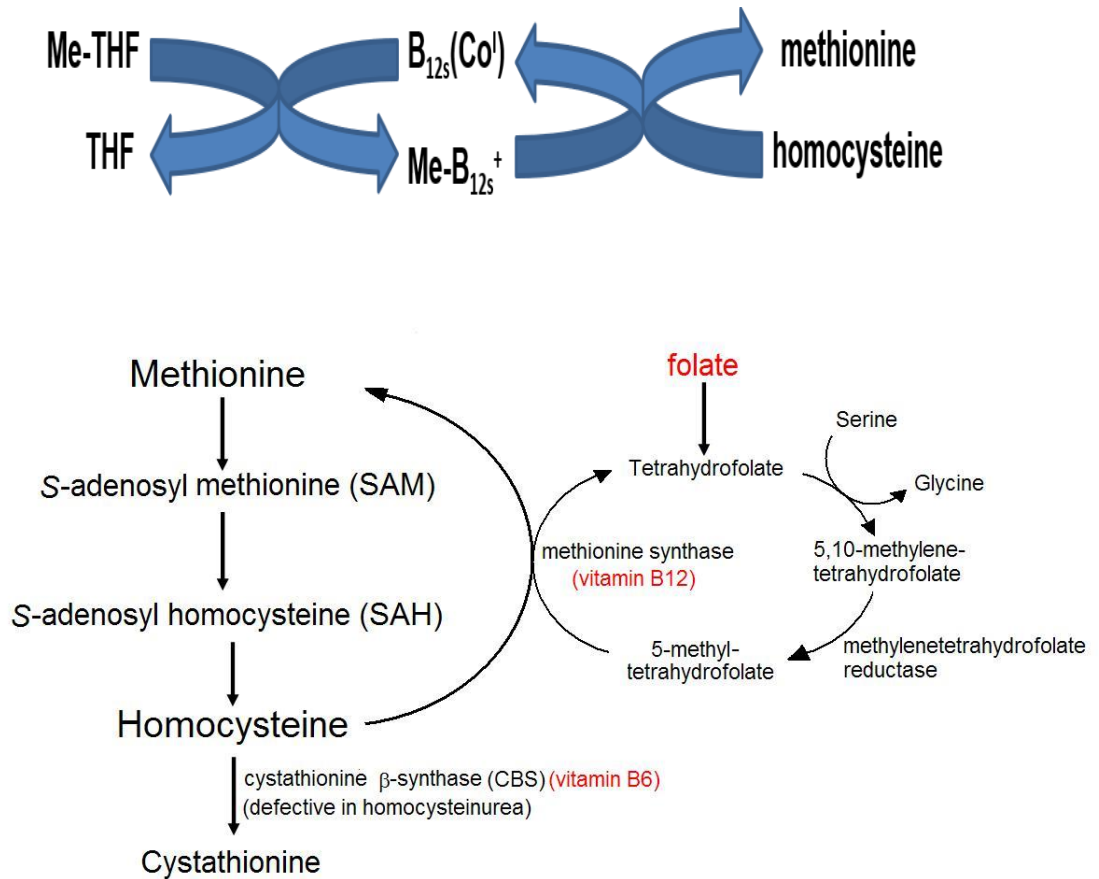 Me-THF
B12s(CoI)
methionine
THF
Me-B12s+
homocysteine
Methionine
folate
Serine
Tetrahydrofolate
Glycine
S-adenosyl methionine (SAM)
methionine synthase
(vitamin B12)
5,10-methylene-
tetrahydrofolate
S-adenosyl homocysteine (SAH)
5-methyl-
tetrahydrofolate
methylenetetrahydrofolate
reductase
Homocysteine
cystathionine β-synthase (CBS) (vitamin B6)
(defective in homocysteinurea)
Cystathionine